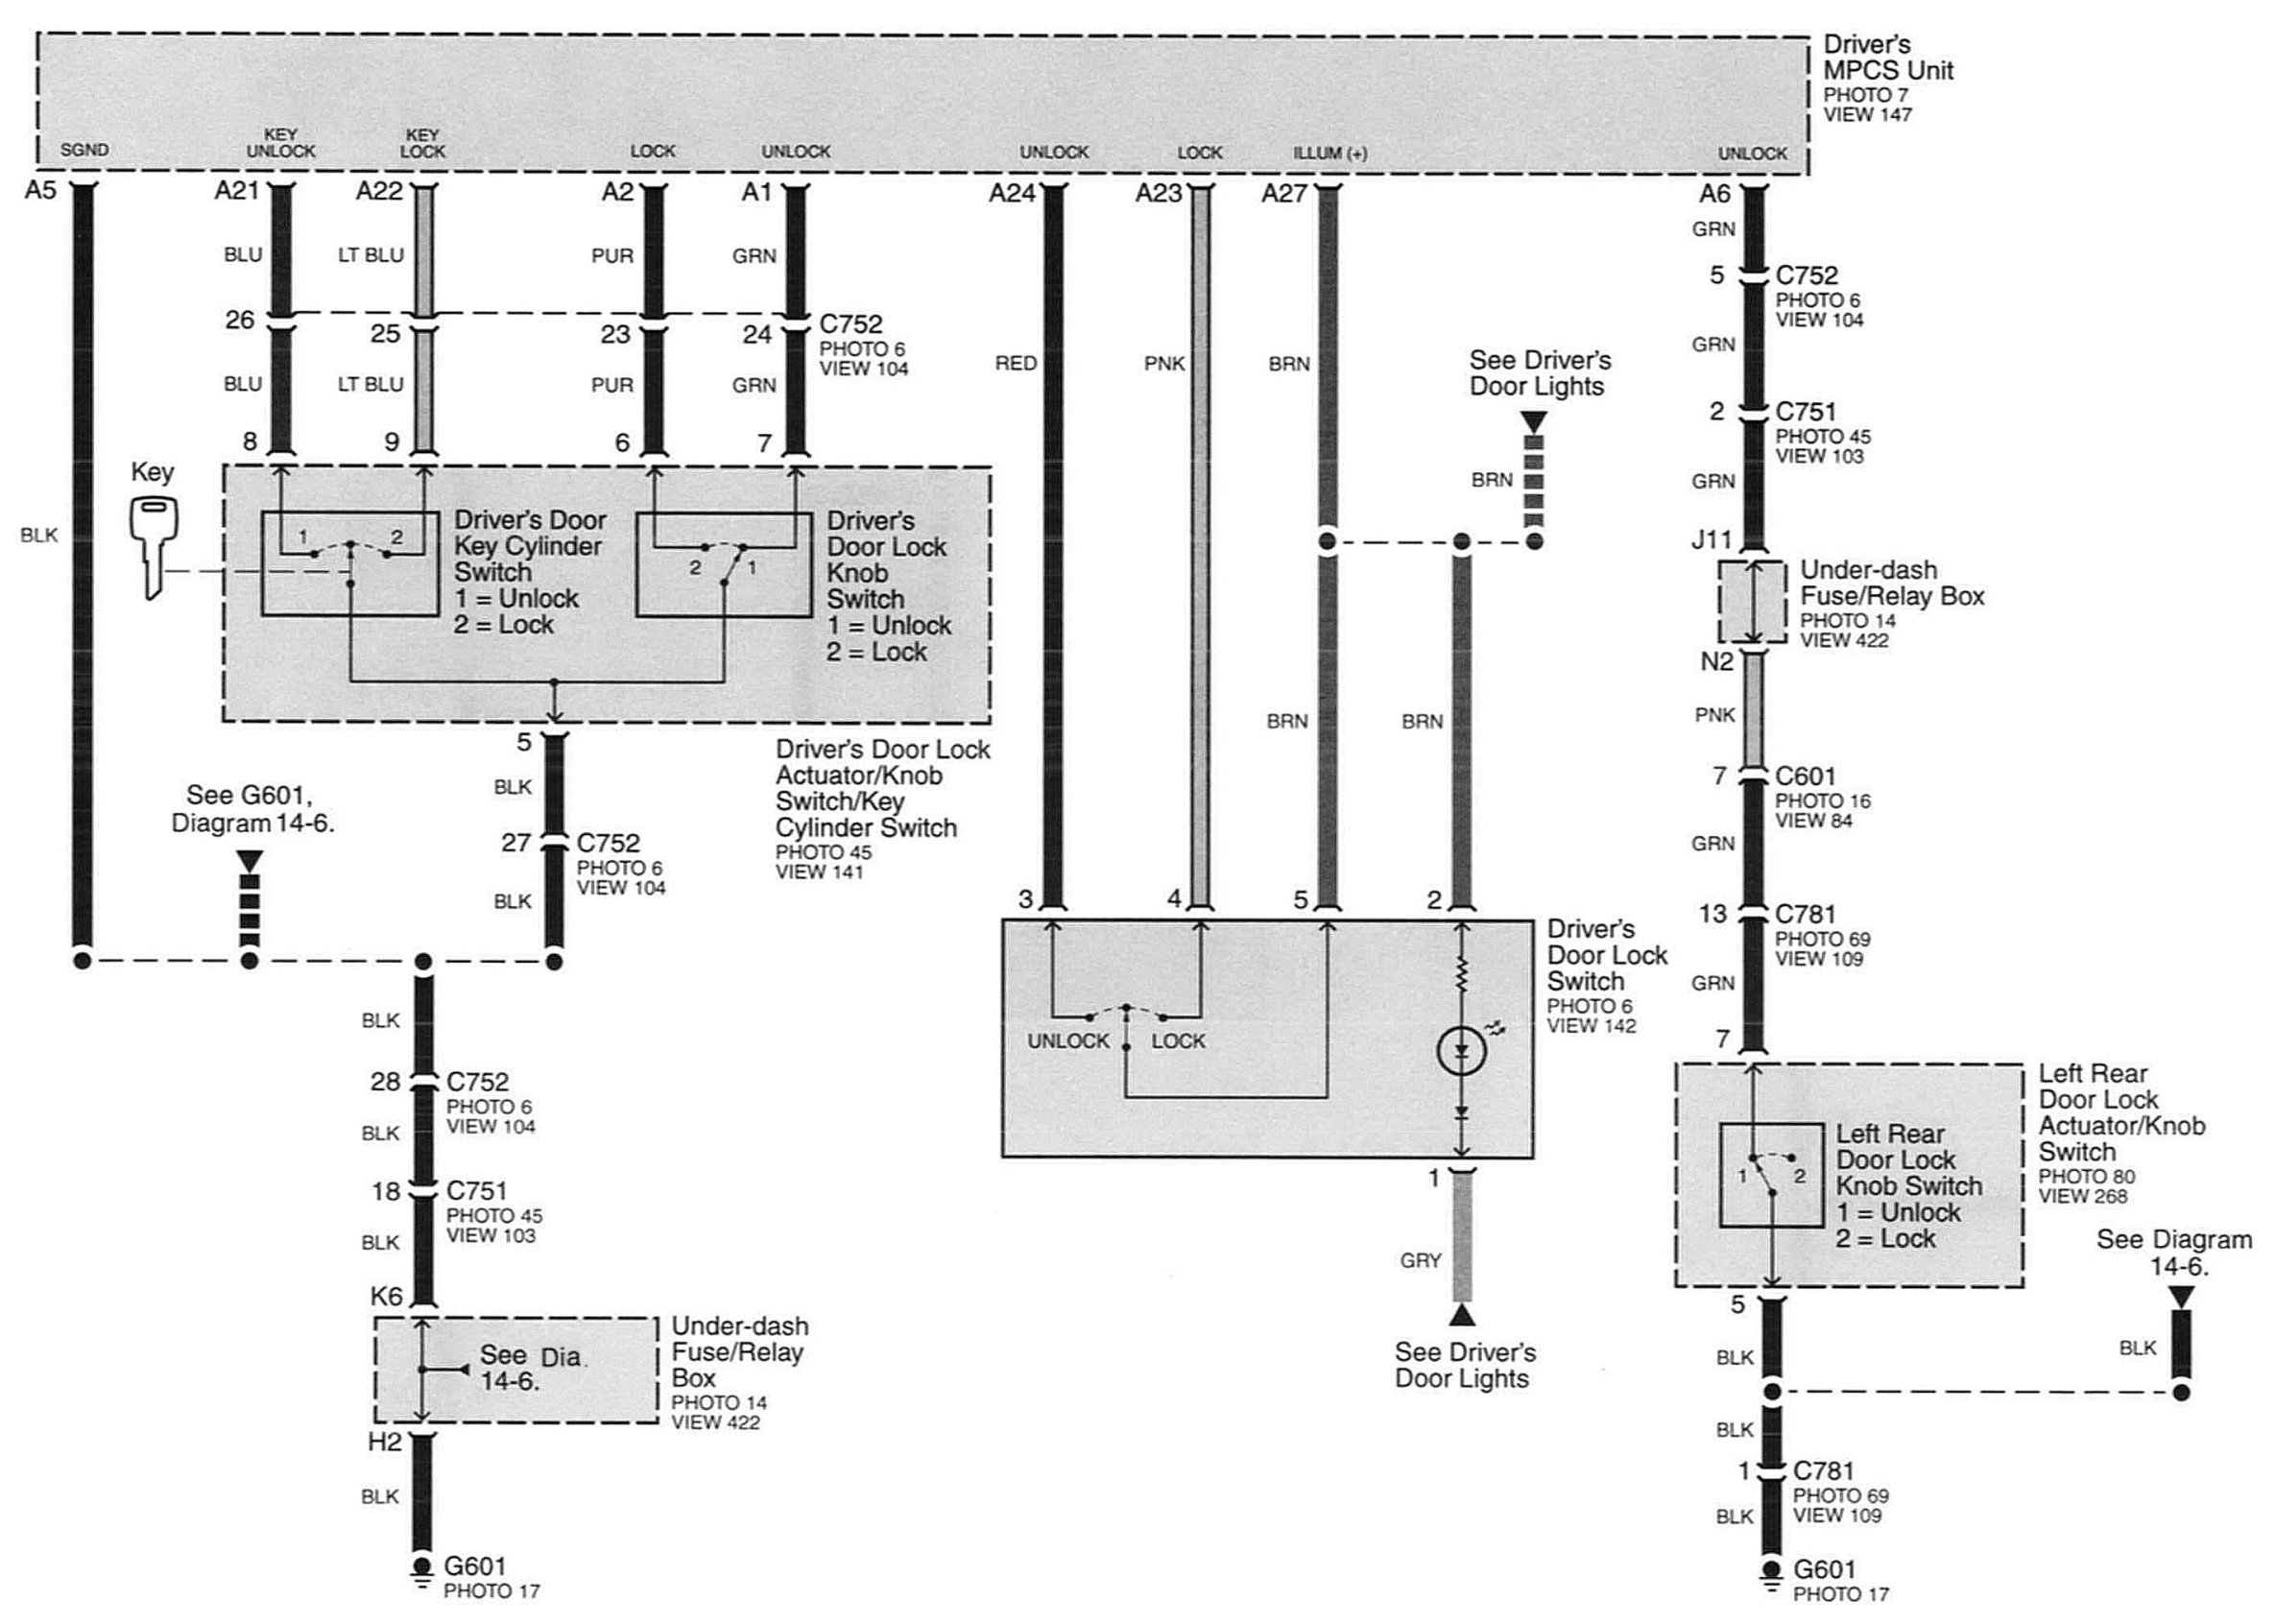 Driver's
MPCS Unit
PHOTO 7
VIEW 147
SGND
KEY
UNLOCK
KEY
LOCK
LOCK
UNLOCK
UNLOCK
LOCK
ILLUM (+)
UNLOCK
A5
A21
A22
A2
A1
A24
A23
A27
A6
GRN
BLU
LT BLU
PUR
GRN
5
C752
PHOTO 6
VIEW 104
26
25
23
24
C752
PHOTO 6
VIEW 104
GRN
RED
PNK
BRN
See Driver's
Door Lights
BLU
LT BLU
PUR
GRN
2
C751
PHOTO 45
VIEW 103
8
9
6
7
Key
BRN
GRN
BLK
1
2
Driver's Door
Key Cylinder
Switch
1 = Unlock
2 = Lock
2
1
Driver's
Door Lock
Knob
Switch
1 = Unlock
2 = Lock
J11
Under-dash
Fuse/Relay Box
PHOTO 14
VIEW 422
N2
PNK
BRN
BRN
5
BLK
Driver's Door Lock
Actuator/Knob
Switch/Key
Cylinder Switch
PHOTO 45
VIEW 141
7
C601
PHOTO 16
VIEW 84
See G601,
Diagram 14-6.
27
C752
PHOTO 6
VIEW 104
BLK
GRN
3
4
5
2
13
C781
PHOTO 69
VIEW 109
Driver's
Door Lock
Switch
PHOTO 6
VIEW 142
GRN
BLK
UNLOCK
LOCK
7
28
C752
PHOTO 6
VIEW 104
BLK
Left Rear
Door Lock
Actuator/Knob
Switch
PHOTO 80
VIEW 268
1
2
Left Rear
Door Lock
Knob Switch
1 = Unlock
2 = Lock
18
C751
PHOTO 45
VIEW 103
1
BLK
GRY
See Diagram
14-6.
K6
5
See Dia.
14-6.
Under-dash
Fuse/Relay
Box
PHOTO 14
VIEW 422
See Driver's
Door Lights
BLK
BLK
H2
BLK
BLK
1
C781
PHOTO 69
VIEW 109
BLK
G601
PHOTO 17
G601
PHOTO 17